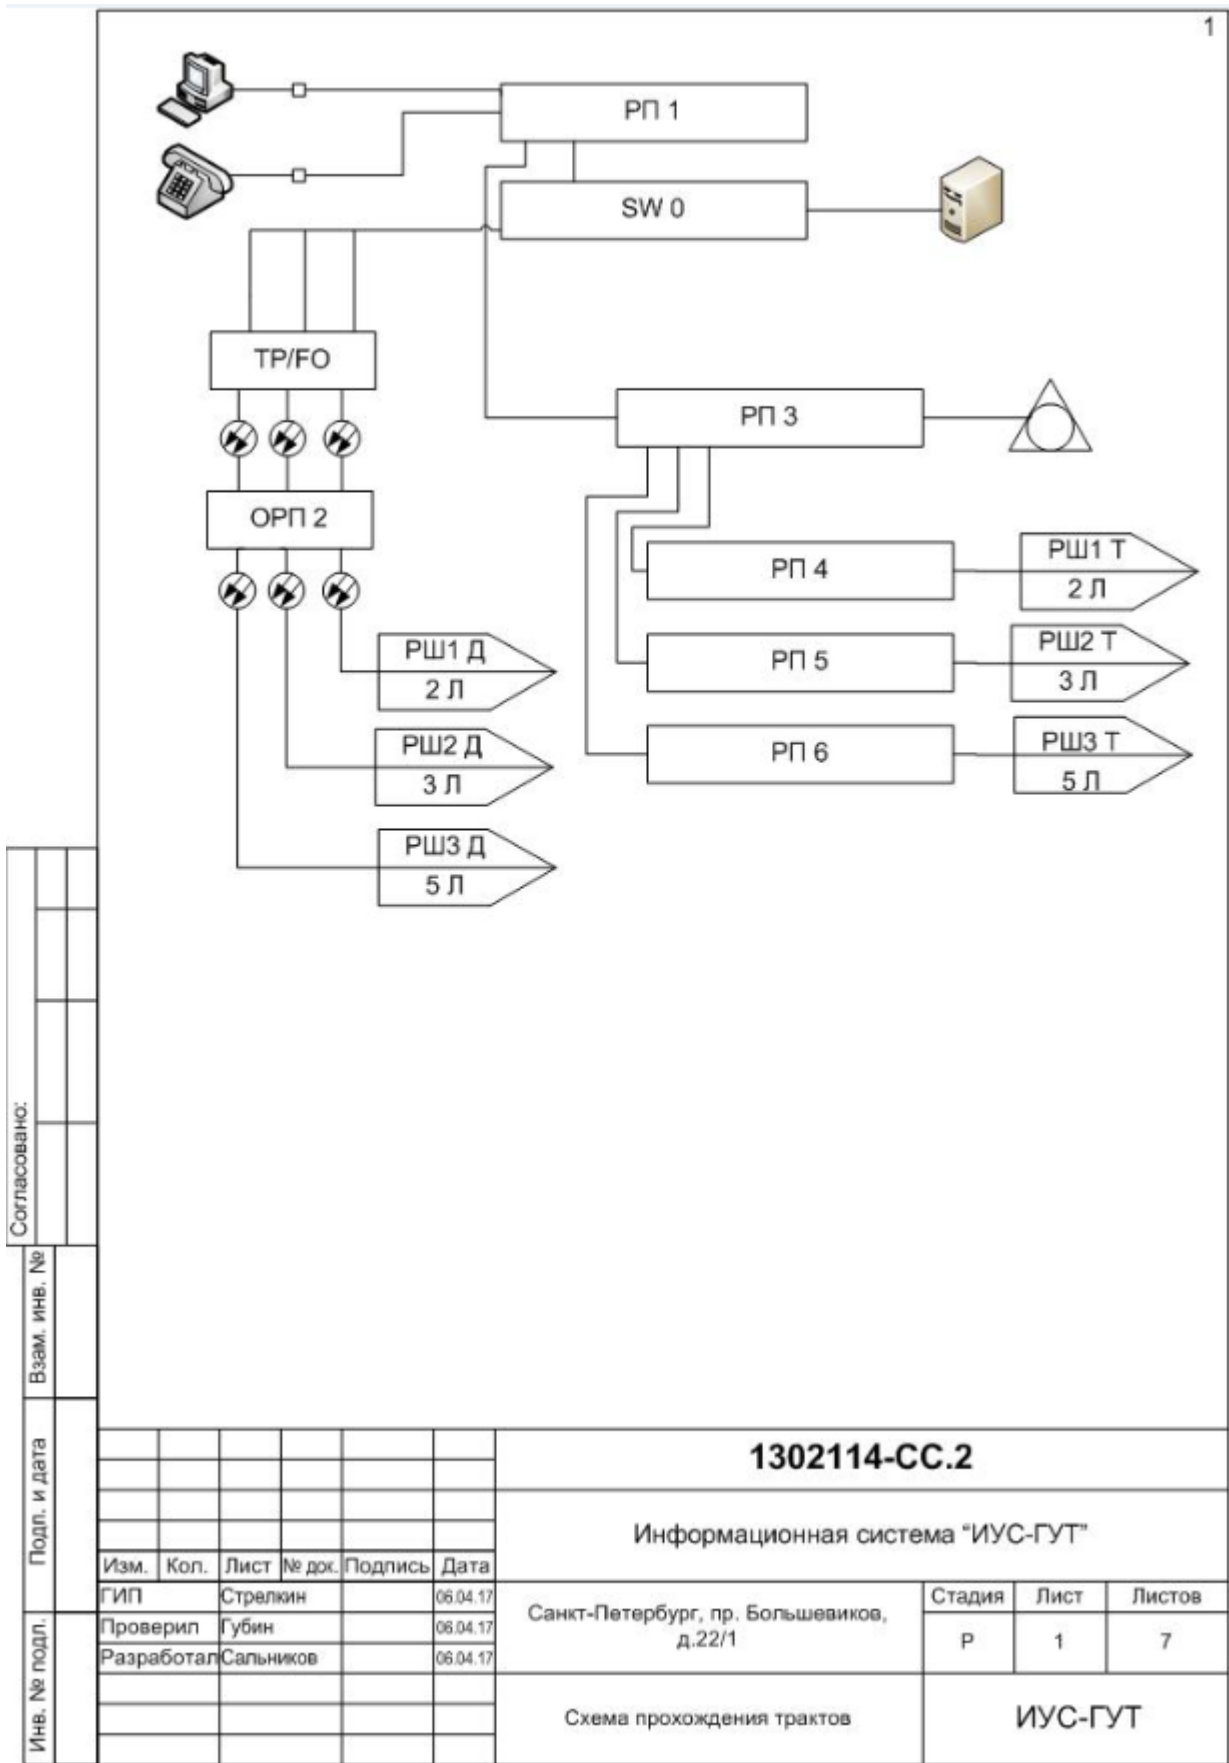 1
РП 1
SW 0
TP/FO
РП 3
ОРП 2
РП 4
РШ1 Т
2 Л
РШ1 Д
2 Л
РП 5
РШ2 Т
3 Л
РШ2 Д
3 Л
РП 6
РШ3 Т
5 Л
РШ3 Д
5 Л
Согласовано:
Взам. инв. №
Подп. и дата
Инв. № подл.
1302114-СС.2
Информационная система “ИУС-ГУТ”
Изм. Кол. Лист № док. Подпись Дата
ГИП Стрелкин 06.04.17
Проверил Губин 06.04.17
Разработал Сальников 06.04.17
Санкт-Петербург, пр. Большевиков,
д.22/1
Стадия Лист Листов
Р 1 7
Схема прохождения трактов
ИУС-ГУТ